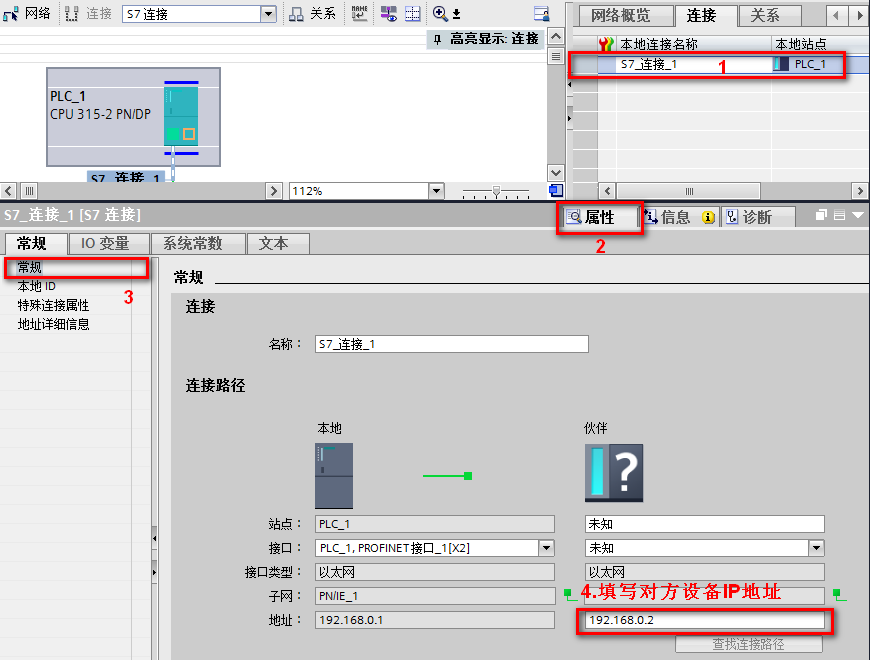 网络 连接 S7 连接 关系 NAME
高亮显示: 连接
PLC_1
CPU 315-2 PN/DP
S7_连接_1
112%
网络概览 连接 关系
本地连接名称 本地站点
S7_连接_1 1 PLC_1
S7_连接_1 [S7 连接] 属性 信息 诊断
2
常规 IO 变量 系统常数 文本
常规
本地 ID
3
特殊连接属性
地址详细信息
常规
连接
名称： S7_连接_1
连接路径
本地 伙伴
?
站点： PLC_1 未知
接口： PLC_1, PROFINET接口_1[X2] 未知
接口类型： 以太网 以太网
子网： PN/IE_1 4.填写对方设备IP地址
地址： 192.168.0.1 192.168.0.2
查找连接路径